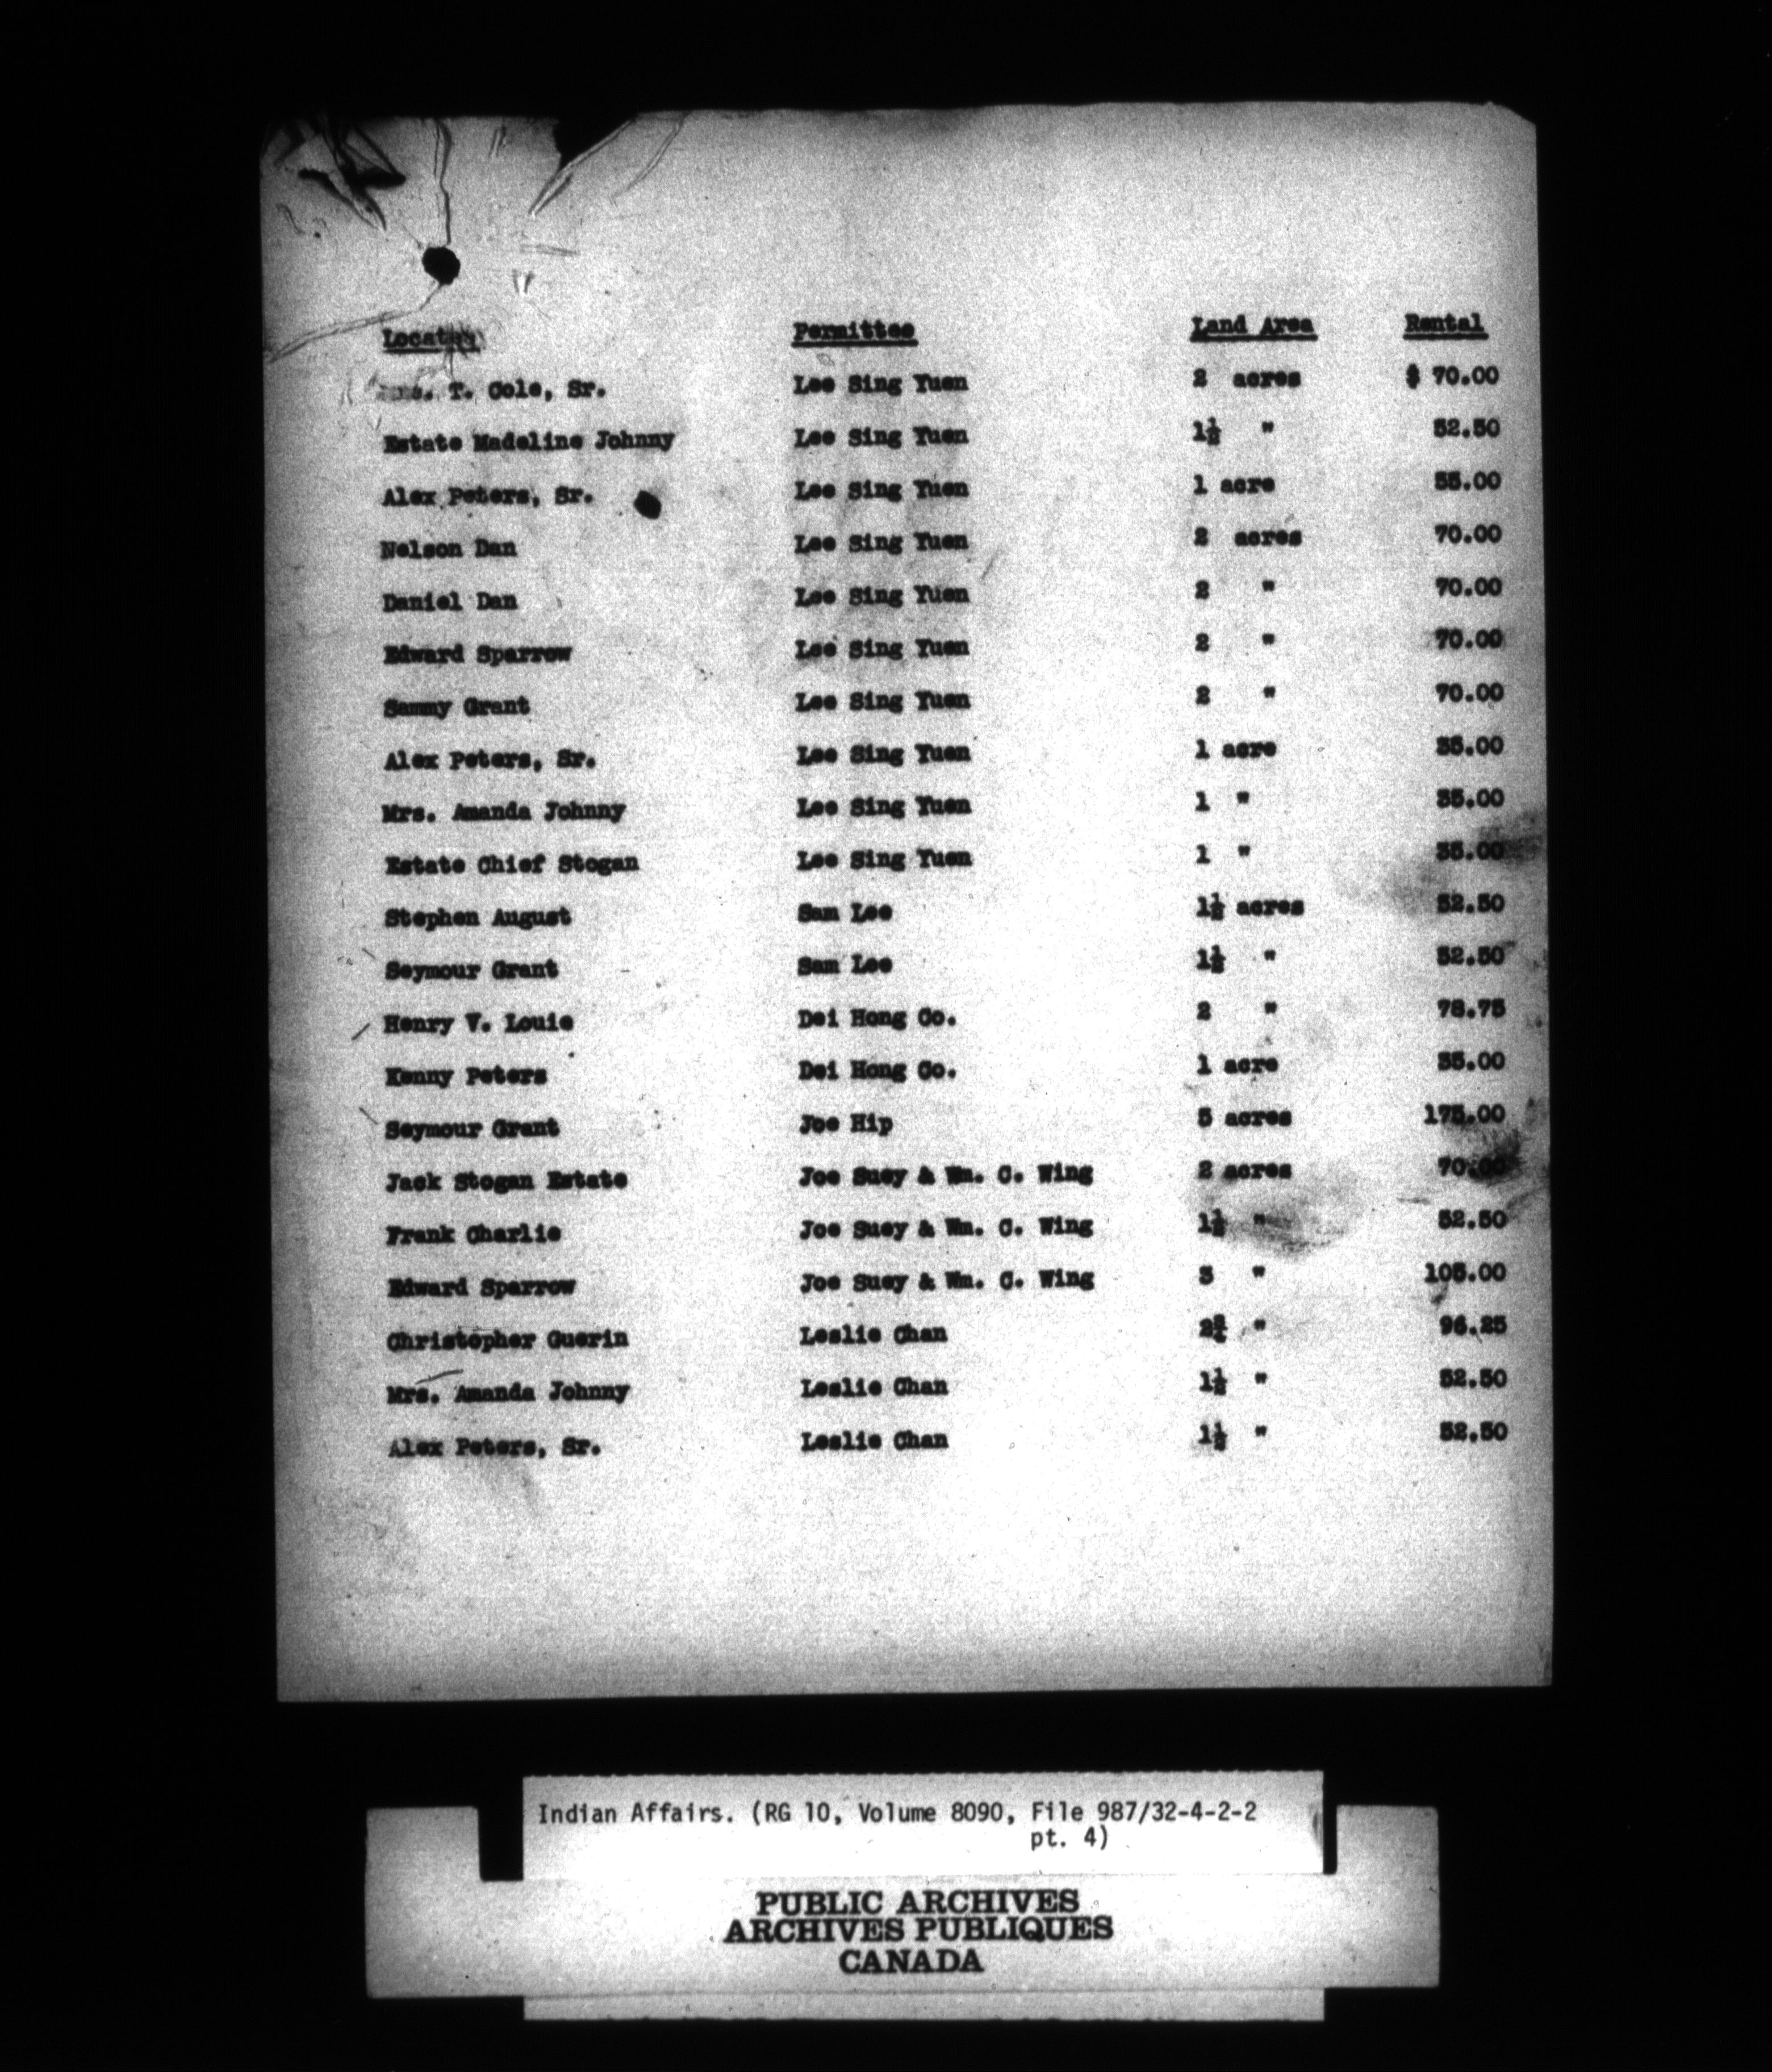 Locatee Permittee Land Area Rental
Mrs. T. Cole, Sr. Lee Sing Yuen 2 acres $ 70.00
Estate Madeline Johnny Lee Sing Yuen 1½ " 52.50
Alex Peters, Sr. Lee Sing Yuen 1 acre 35.00
Nelson Dan Lee Sing Yuen 2 acres 70.00
Daniel Dan Lee Sing Yuen 2 " 70.00
Edward Sparrow Lee Sing Yuen 2 " 70.00
Sammy Grant Lee Sing Yuen 2 " 70.00
Alex Peters, Sr. Lee Sing Yuen 1 acre 35.00
Mrs. Amanda Johnny Lee Sing Yuen 1 " 35.00
Estate Chief Stogan Lee Sing Yuen 1 " 35.00
Stephen August Sam Lee 1½ acres 52.50
Seymour Grant Sam Lee 1½ " 52.50
Henry V. Louie Dei Hong Co. 2 " 78.75
Kenny Peters Dei Hong Co. 1 acre 35.00
Seymour Grant Joe Hip 5 acres 175.00
Jack Stogan Estate Joe Suey & Wm. C. Wing 2 acres 70.00
Frank Charlie Joe Suey & Wm. C. Wing 1½ " 52.50
Edward Sparrow Joe Suey & Wm. C. Wing 3 " 105.00
Christopher Guerin Leslie Chan 2¾ " 96.25
Mrs. Amanda Johnny Leslie Chan 1½ " 52.50
Alex Peters, Sr. Leslie Chan 1½ " 52.50
Indian Affairs. (RG 10, Volume 8090, File 987/32-4-2-2
pt. 4)
PUBLIC ARCHIVES
ARCHIVES PUBLIQUES
CANADA